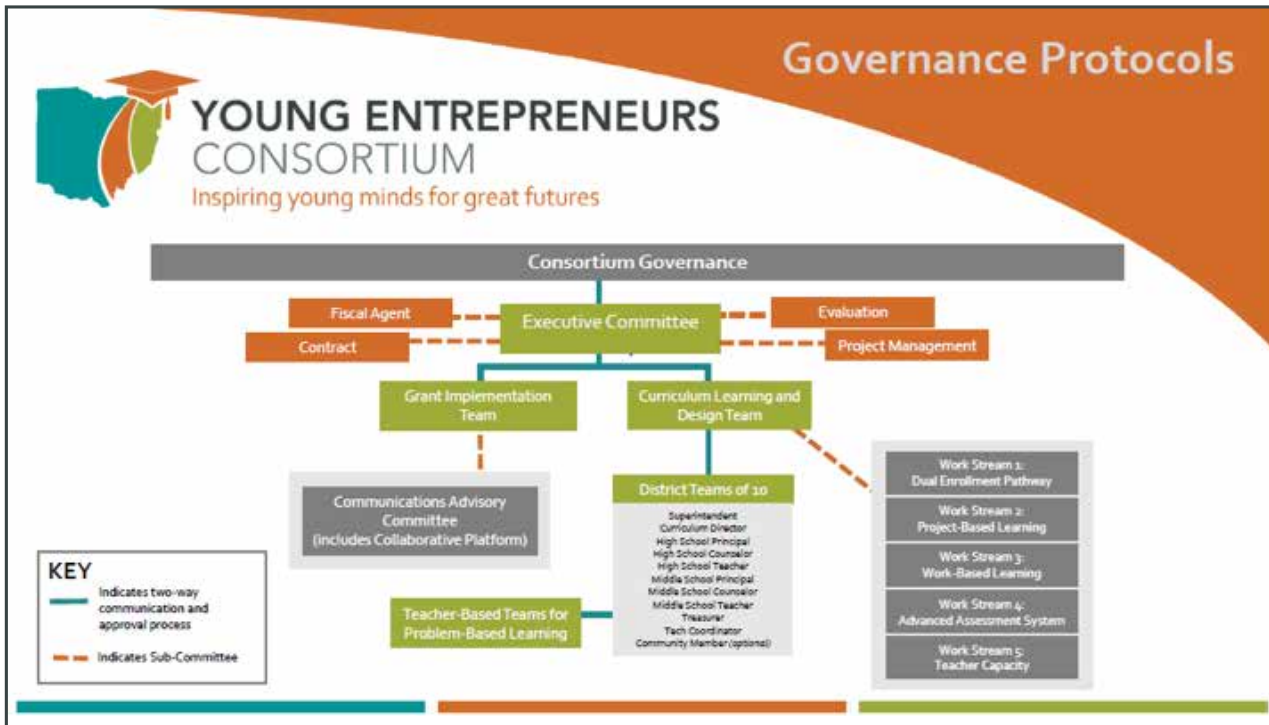 Governance Protocols
YOUNG ENTREPRENEURS
CONSORTIUM
Inspiring young minds for great futures
Consortium Governance
Fiscal Agent
Executive Committee
Evaluation
Contract
Project Management
Grant Implementation
Team
Curriculum Learning and
Design Team
Communications Advisory
Committee
(includes Collaborative Platform)
District Teams of 10
Superintendent
Curriculum Director
High School Principal
High School Counselor
High School Teacher
Middle School Principal
Middle School Counselor
Middle School Teacher
Treasurer
Tech Coordinator
Community Member (optional)
Teacher-Based Teams for
Problem-Based Learning
Work Stream 1:
Dual Enrollment Pathway
Work Stream 2:
Project-Based Learning
Work Stream 3:
Work-Based Learning
Work Stream 4:
Advanced Assessment System
Work Stream 5:
Teacher Capacity
KEY
Indicates two-way
communication and
approval process
Indicates Sub-Committee